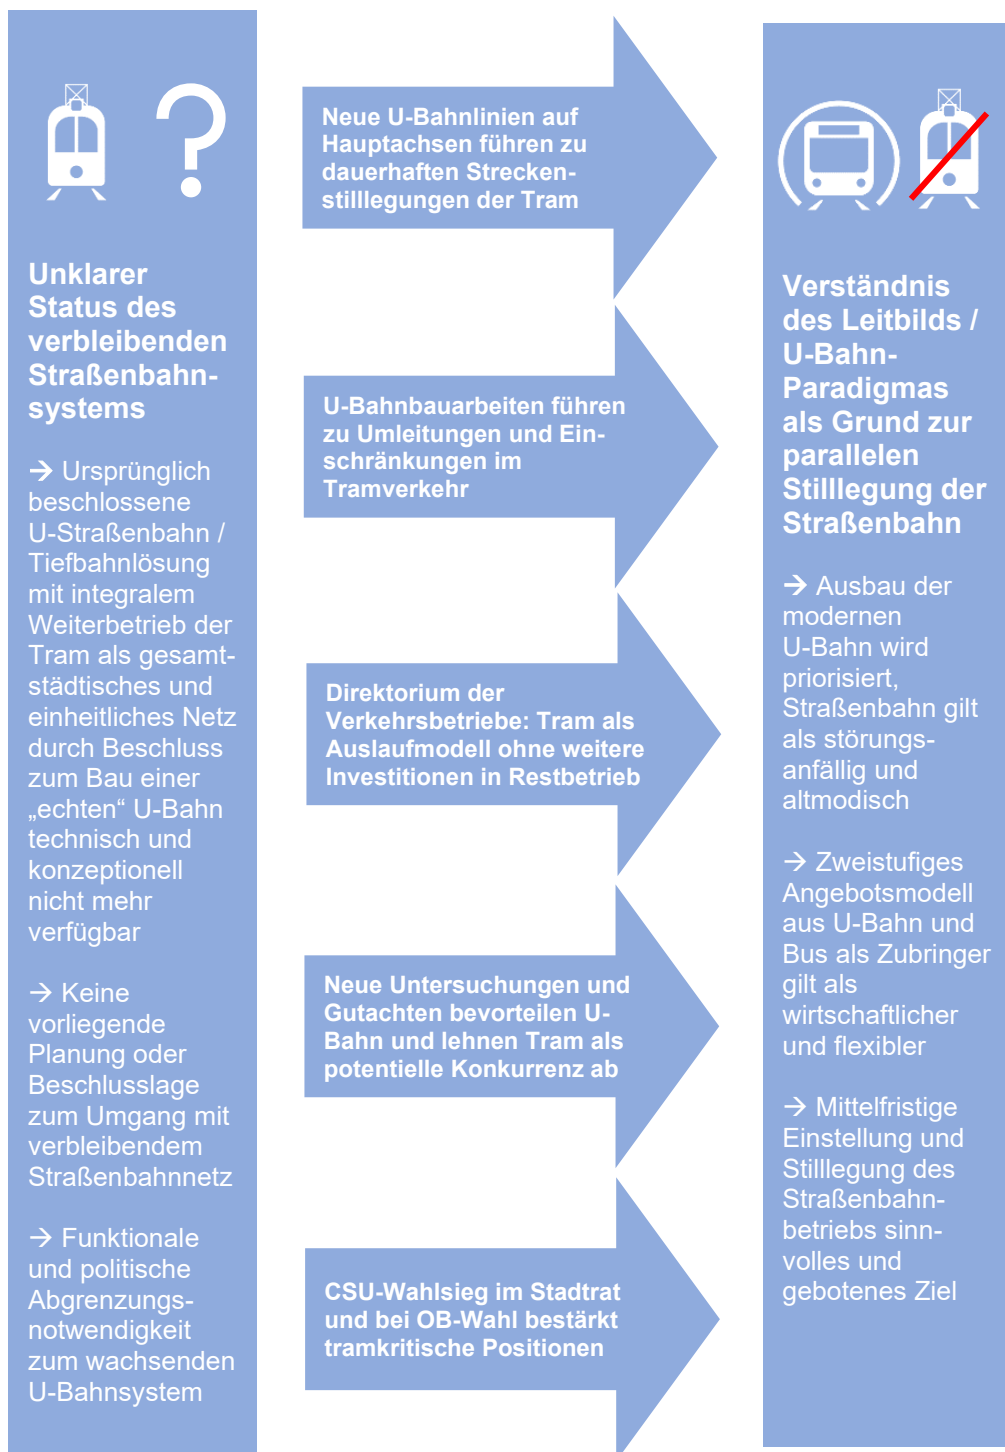 ?
Unklarer
Status des
verbleibenden
Straßenbahn-
systems
→ Ursprünglich
beschlossene
U-Straßenbahn /
Tiefbahnlösung
mit integralem
Weiterbetrieb der
Tram als gesamt-
städtisches und
einheitliches Netz
durch Beschluss
zum Bau einer
„echten“ U-Bahn
technisch und
konzeptionell
nicht mehr
verfügbar
→ Keine
vorliegende
Planung oder
Beschlusslage
zum Umgang mit
verbleibendem
Straßenbahnnetz
→ Funktionale
und politische
Abgrenzungs-
notwendigkeit
zum wachsenden
U-Bahnsystem
Neue U-Bahnlinien auf
Hauptachsen führen zu
dauerhaften Strecken-
stilllegungen der Tram
U-Bahnbauarbeiten führen
zu Umleitungen und Ein-
schränkungen im
Tramverkehr
Direktorium der
Verkehrsbetriebe: Tram als
Auslaufmodell ohne weitere
Investitionen in Restbetrieb
Neue Untersuchungen und
Gutachten bevorteilen U-
Bahn und lehnen Tram als
potentielle Konkurrenz ab
CSU-Wahlsieg im Stadtrat
und bei OB-Wahl bestärkt
tramkritische Positionen
Verständnis
des Leitbilds /
U-Bahn-
Paradigmas
als Grund zur
parallelen
Stilllegung der
Straßenbahn
→ Ausbau der
modernen
U-Bahn wird
priorisiert,
Straßenbahn gilt
als störungs-
anfällig und
altmodisch
→ Zweistufiges
Angebotsmodell
aus U-Bahn und
Bus als Zubringer
gilt als
wirtschaftlicher
und flexibler
→ Mittelfristige
Einstellung und
Stilllegung des
Straßenbahn-
betriebs sinn-
volles und
gebotenes Ziel